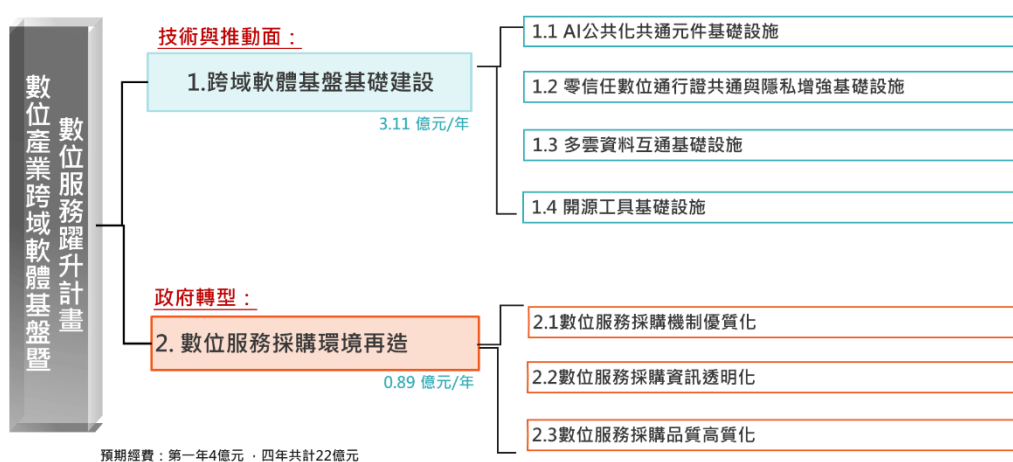 數位產業跨域軟體基盤暨
數位服務躍升計畫
技術與推動面：
1.跨域軟體基盤基礎建設
3.11 億元/年
1.1 AI公共化共通元件基礎設施
1.2 零信任數位通行證共通與隱私增強基礎設施
1.3 多雲資料互通基礎設施
1.4 開源工具基礎設施
政府轉型：
2. 數位服務採購環境再造
0.89 億元/年
2.1數位服務採購機制優質化
2.2數位服務採購資訊透明化
2.3數位服務採購品質高質化
預期經費：第一年4億元 ，四年共計22億元